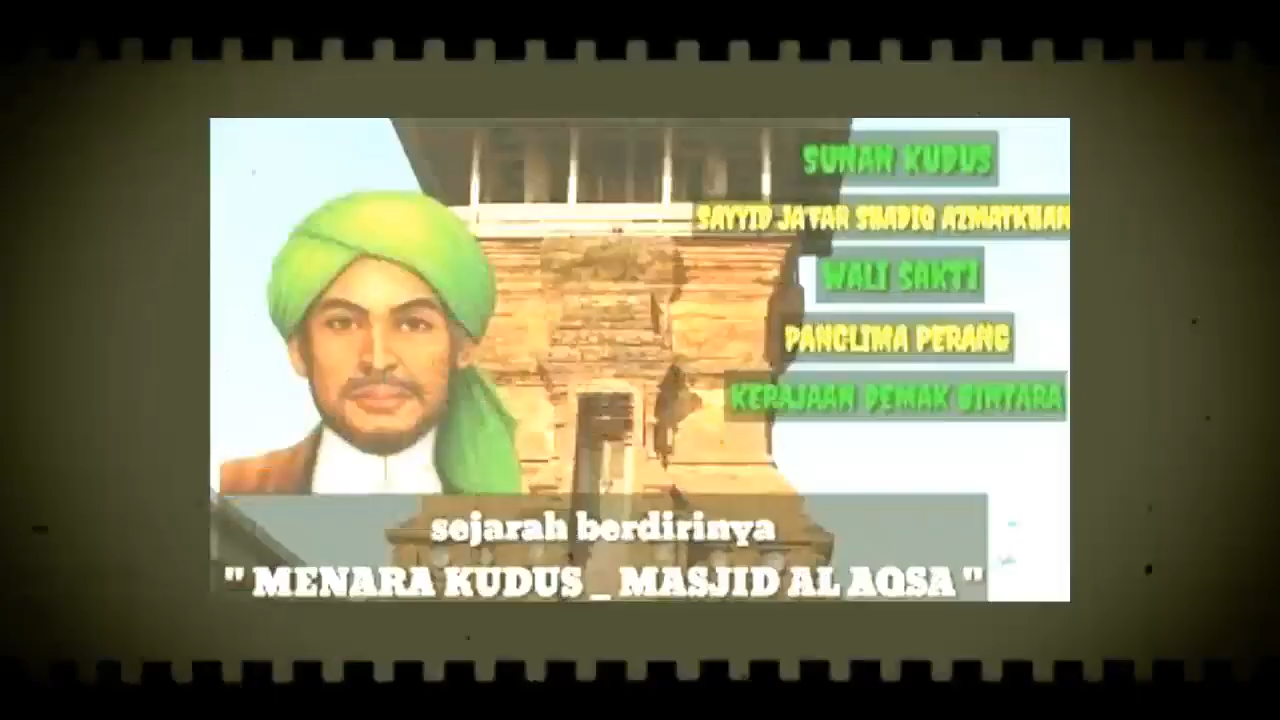 SUNAN KUDUS
SAYYID JA'FAR SHADIQ AZMATKHAN
WALI SAKTI
PANGLIMA PERANG
KERAJAAN DEMAK BINTARA
sejarah berdirinya
" MENARA KUDUS _ MASJID AL AQSA "